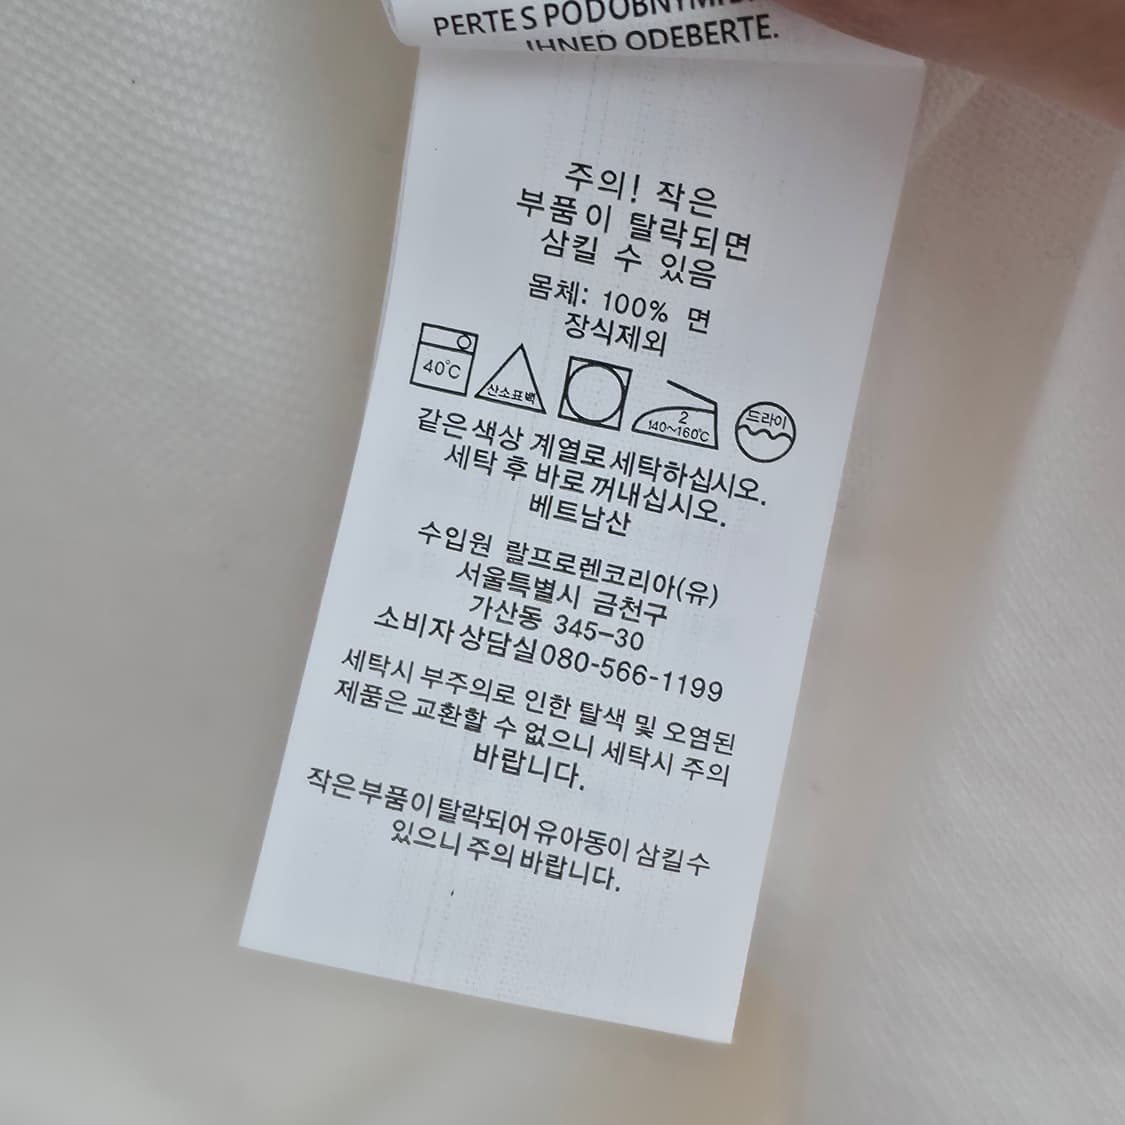 PERTE S PODOBNÝMI
IHNED ODEBERTE.
주의! 작은
부품이 탈락되면
삼킬 수 있음
몸체: 100% 면
장식제외
40℃
산소표백
2
140~160℃
드라이
같은 색상 계열로 세탁하십시오.
세탁 후 바로 꺼내십시오.
베트남산
수입원 랄프로렌코리아(유)
서울특별시 금천구
가산동 345-30
소비자 상담실 080-566-1199
세탁시 부주의로 인한 탈색 및 오염된
제품은 교환할 수 없으니 세탁시 주의
바랍니다.
작은 부품이 탈락되어 유아동이 삼킬수
있으니 주의 바랍니다.